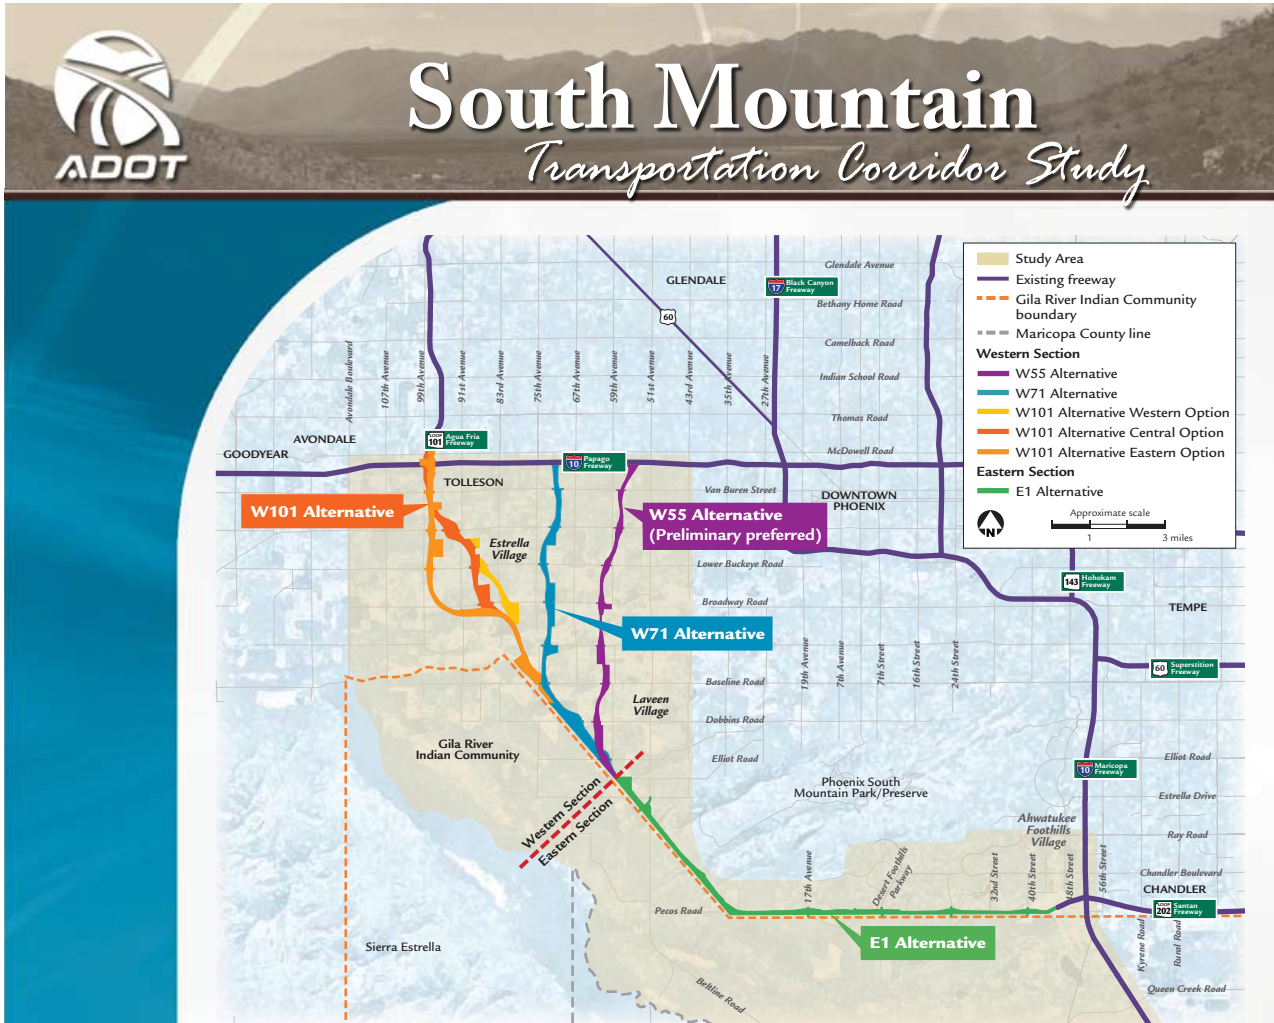 South Mountain
Transportation Corridor Study
ADOT
Study Area
Existing freeway
Gila River Indian Community
boundary
Maricopa County line
Western Section
W55 Alternative
W71 Alternative
W101 Alternative Western Option
W101 Alternative Central Option
W101 Alternative Eastern Option
Eastern Section
E1 Alternative
Approximate scale
N
1
3 miles
GLENDALE
17
Black Canyon
Freeway
60
Glendale Avenue
Bethany Home Road
Camelback Road
Indian School Road
Thomas Road
McDowell Road
Avondale Boulevard
107th Avenue
99th Avenue
91st Avenue
83rd Avenue
75th Avenue
67th Avenue
59th Avenue
51st Avenue
43rd Avenue
35th Avenue
27th Avenue
AVONDALE
GOODYEAR
LOOP
101
Agua Fria
Freeway
10
Papago
Freeway
TOLLESON
Van Buren Street
DOWNTOWN
PHOENIX
W101 Alternative
W55 Alternative
(Preliminary preferred)
Estrella
Village
Lower Buckeye Road
143
Hohokam
Freeway
Broadway Road
TEMPE
W71 Alternative
19th Avenue
7th Avenue
7th Street
16th Street
24th Street
60
Superstition
Freeway
Baseline Road
Laveen
Village
Dobbins Road
Gila River
Indian Community
Elliot Road
Elliot Road
10
Maricopa
Freeway
Phoenix South
Mountain Park/Preserve
Estrella Drive
Western Section
Eastern Section
Ahwatukee
Foothills
Village
Ray Road
17th Avenue
Desert Foothills
Parkway
32nd Street
40th Street
48th Street
56th Street
Chandler Boulevard
CHANDLER
LOOP
202
Santan
Freeway
Pecos Road
E1 Alternative
Kyrene Road
Rural Road
Sierra Estrella
Beltline Road
Queen Creek Road